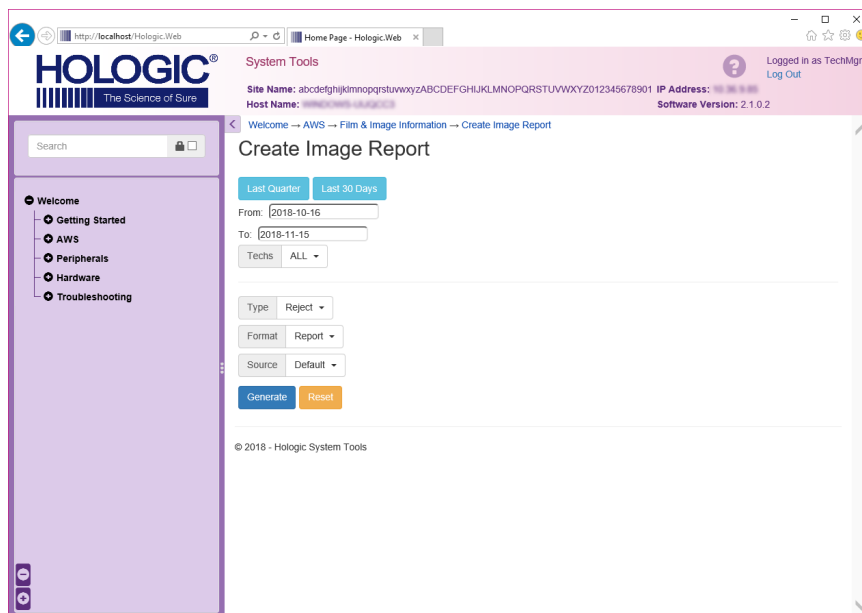 http://localhost/Hologic.Web
Home Page - Hologic.Web
HOLOGIC®
The Science of Sure
System Tools
Logged in as TechMgr
Log Out
Site Name: abcdefghijklmnopqrstuvwxyzABCDEFGHIJKLMNOPQRSTUVWXYZ012345678901 IP Address:
Host Name:
Software Version: 2.1.0.2
Welcome → AWS → Film & Image Information → Create Image Report
Search
Create Image Report
Last Quarter
Last 30 Days
From: 2018-10-16
To: 2018-11-15
Techs ALL
Welcome
Getting Started
AWS
Peripherals
Hardware
Troubleshooting
Type Reject
Format Report
Source Default
Generate
Reset
© 2018 - Hologic System Tools